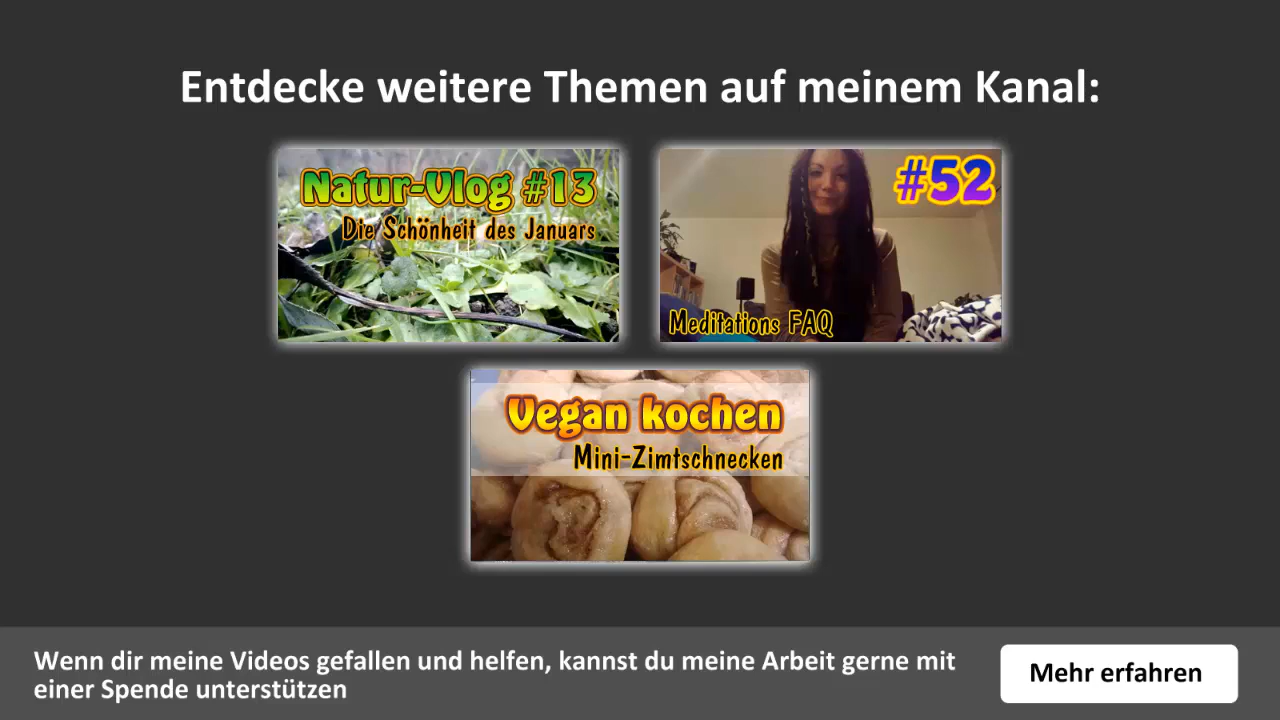 Entdecke weitere Themen auf meinem Kanal:
Natur-Vlog #13
Die Schönheit des Januars
#52
Meditations FAQ
Vegan kochen
Mini-Zimtschnecken
Wenn dir meine Videos gefallen und helfen, kannst du meine Arbeit gerne mit
einer Spende unterstützen
Mehr erfahren